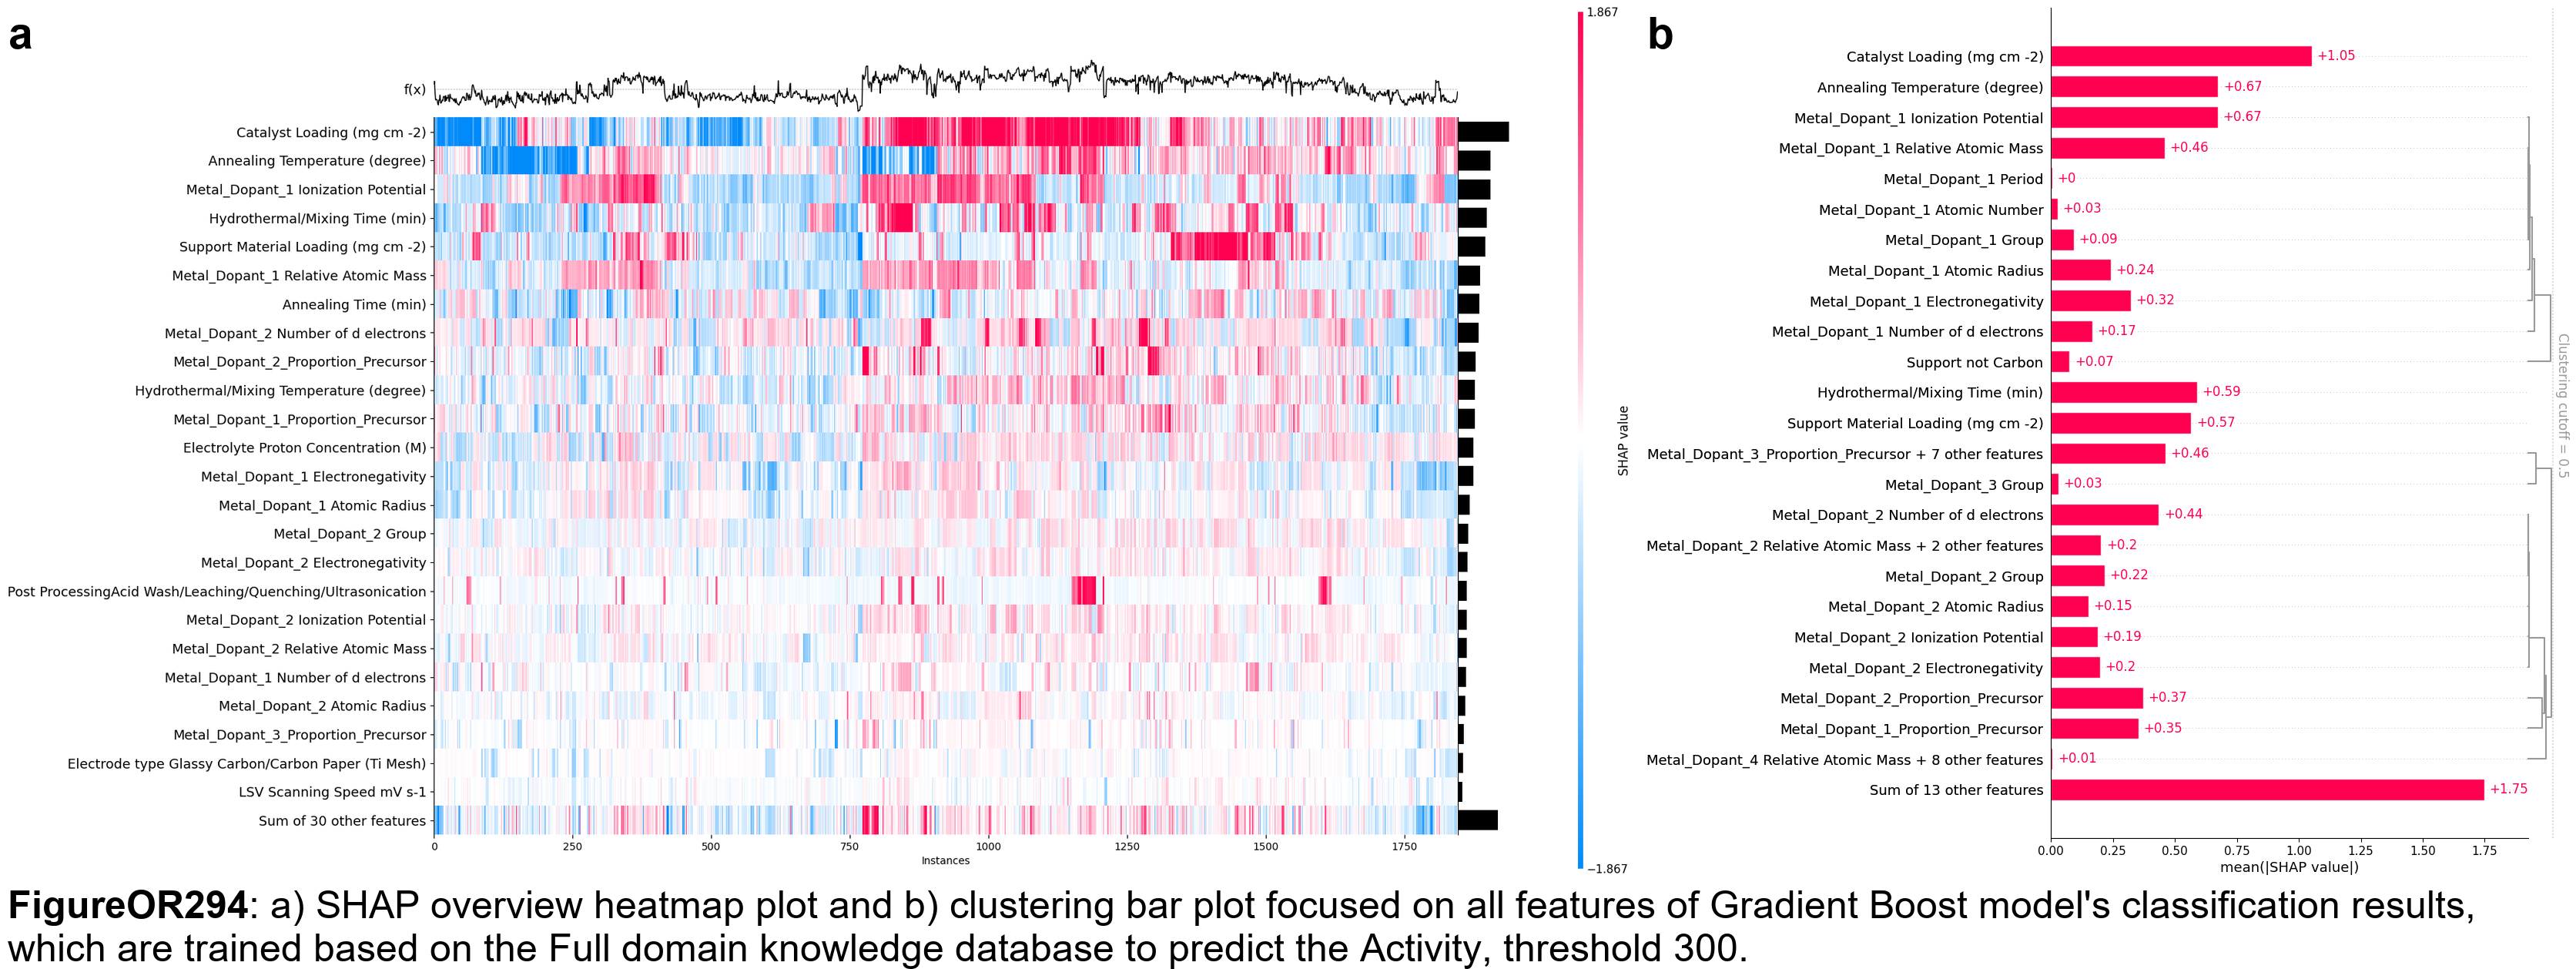 a
f(x)
Catalyst Loading (mg cm -2)
Annealing Temperature (degree)
Metal_Dopant_1 Ionization Potential
Hydrothermal/Mixing Time (min)
Support Material Loading (mg cm -2)
Metal_Dopant_1 Relative Atomic Mass
Annealing Time (min)
Metal_Dopant_2 Number of d electrons
Metal_Dopant_2_Proportion_Precursor
Hydrothermal/Mixing Temperature (degree)
Metal_Dopant_1_Proportion_Precursor
Electrolyte Proton Concentration (M)
Metal_Dopant_1 Electronegativity
Metal_Dopant_1 Atomic Radius
Metal_Dopant_2 Group
Metal_Dopant_2 Electronegativity
Post ProcessingAcid Wash/Leaching/Quenching/Ultrasonication
Metal_Dopant_2 Ionization Potential
Metal_Dopant_2 Relative Atomic Mass
Metal_Dopant_1 Number of d electrons
Metal_Dopant_2 Atomic Radius
Metal_Dopant_3_Proportion_Precursor
Electrode type Glassy Carbon/Carbon Paper (Ti Mesh)
LSV Scanning Speed mV s-1
Sum of 30 other features
0 250 500 750 1000 1250 1500 1750
Instances
1.867
SHAP value
−1.867
b
Catalyst Loading (mg cm -2) +1.05
Annealing Temperature (degree) +0.67
Metal_Dopant_1 Ionization Potential +0.67
Metal_Dopant_1 Relative Atomic Mass +0.46
Metal_Dopant_1 Period +0
Metal_Dopant_1 Atomic Number +0.03
Metal_Dopant_1 Group +0.09
Metal_Dopant_1 Atomic Radius +0.24
Metal_Dopant_1 Electronegativity +0.32
Metal_Dopant_1 Number of d electrons +0.17
Support not Carbon +0.07
Hydrothermal/Mixing Time (min) +0.59
Support Material Loading (mg cm -2) +0.57
Metal_Dopant_3_Proportion_Precursor + 7 other features +0.46
Metal_Dopant_3 Group +0.03
Metal_Dopant_2 Number of d electrons +0.44
Metal_Dopant_2 Relative Atomic Mass + 2 other features +0.2
Metal_Dopant_2 Group +0.22
Metal_Dopant_2 Atomic Radius +0.15
Metal_Dopant_2 Ionization Potential +0.19
Metal_Dopant_2 Electronegativity +0.2
Metal_Dopant_2_Proportion_Precursor +0.37
Metal_Dopant_1_Proportion_Precursor +0.35
Metal_Dopant_4 Relative Atomic Mass + 8 other features +0.01
Sum of 13 other features +1.75
0.00 0.25 0.50 0.75 1.00 1.25 1.50 1.75
mean(|SHAP value|)
Clustering cutoff = 0.5
FigureOR294: a) SHAP overview heatmap plot and b) clustering bar plot focused on all features of Gradient Boost model's classification results,
which are trained based on the Full domain knowledge database to predict the Activity, threshold 300.